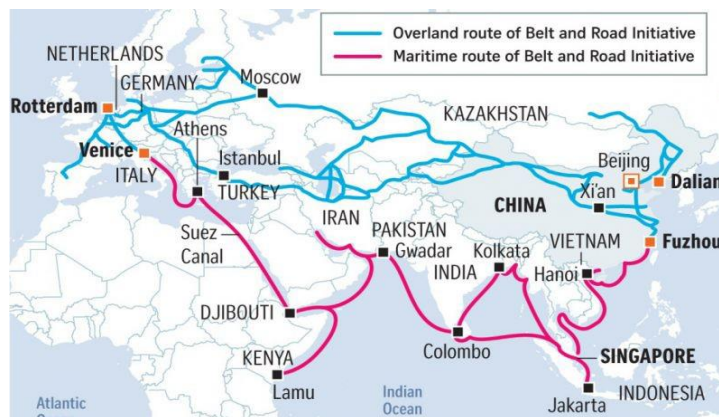 Overland route of Belt and Road Initiative
Maritime route of Belt and Road Initiative
NETHERLANDS
GERMANY
Moscow
Rotterdam
KAZAKHSTAN
Athens
Venice
Istanbul
Beijing
ITALY
TURKEY
Xi'an
Dalian
CHINA
IRAN
Suez
Canal
PAKISTAN
Gwadar
Kolkata
VIETNAM
Fuzhou
INDIA
Hanoi
DJIBOUTI
Colombo
KENYA
SINGAPORE
Lamu
Jakarta
INDONESIA
Atlantic
Indian
Ocean